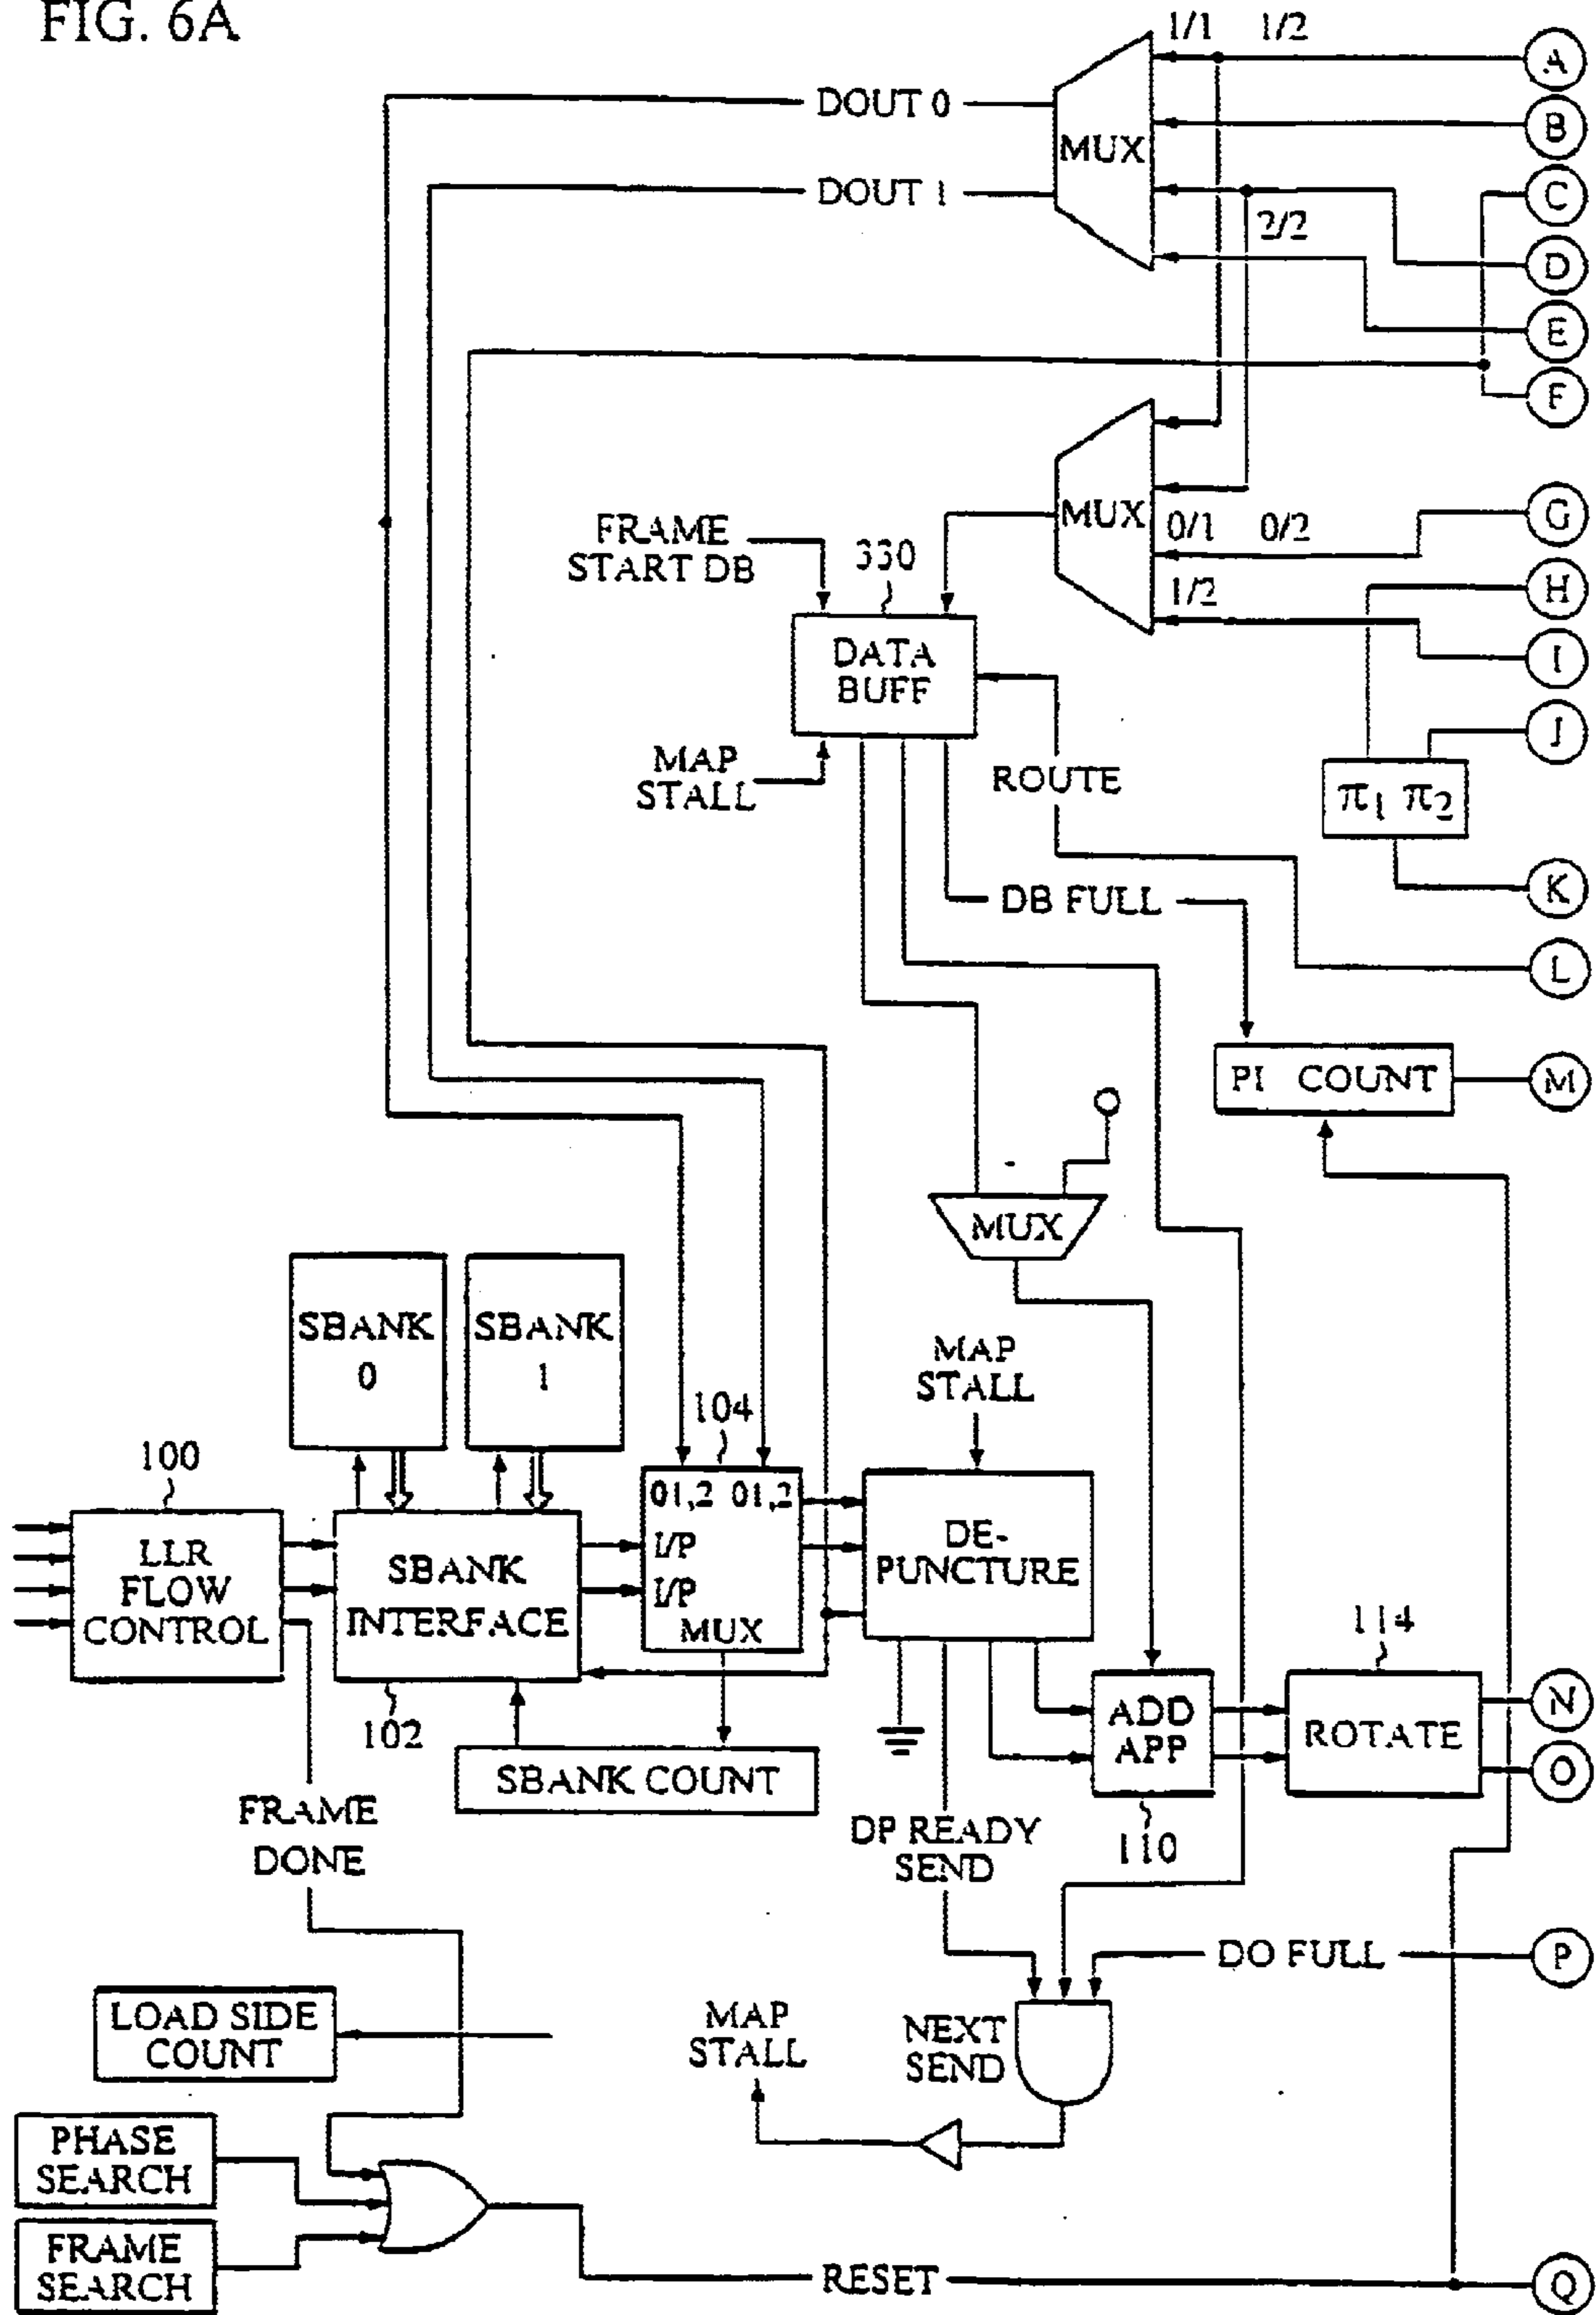 FIG. 6A
1/1 1/2
A
DOUT 0
B
MUX
DOUT 1
C
2/2
D
E
F
MUX
FRAME
START DB
330
0/1 0/2
G
1/2
H
DATA
BUFF
I
MAP
STALL
ROUTE
J
π1 π2
DB FULL
K
L
PI COUNT
M
MUX
SBANK
0
SBANK
1
MAP
STALL
104
100
01,2 01,2
LLR
FLOW
CONTROL
SBANK
INTERFACE
I/P
I/P
MUX
DE-
PUNCTURE
114
102
ADD
APP
ROTATE
N
O
SBANK COUNT
FRAME
DONE
DP READY
SEND
110
DO FULL
P
LOAD SIDE
COUNT
MAP
STALL
NEXT
SEND
PHASE
SEARCH
FRAME
SEARCH
RESET
Q